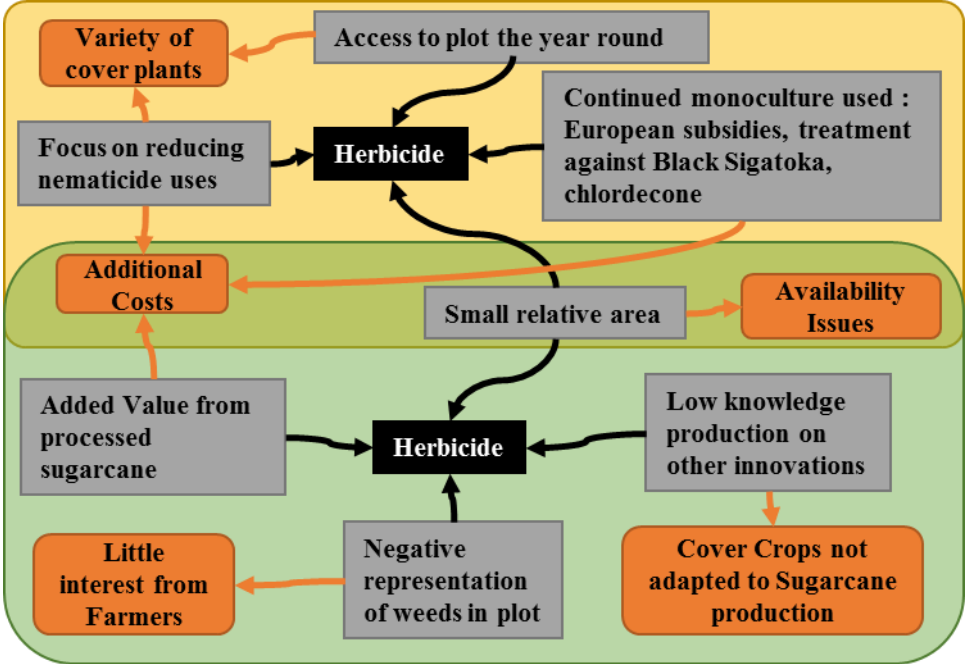 Variety of
cover plants
Access to plot the year round
Continued monoculture used :
European subsidies, treatment
against Black Sigatoka,
chlordecone
Focus on reducing
nematicide uses
Herbicide
Additional
Costs
Small relative area
Availability
Issues
Added Value from
processed
sugarcane
Herbicide
Low knowledge
production on
other innovations
Little
interest from
Farmers
Negative
representation
of weeds in plot
Cover Crops not
adapted to Sugarcane
production